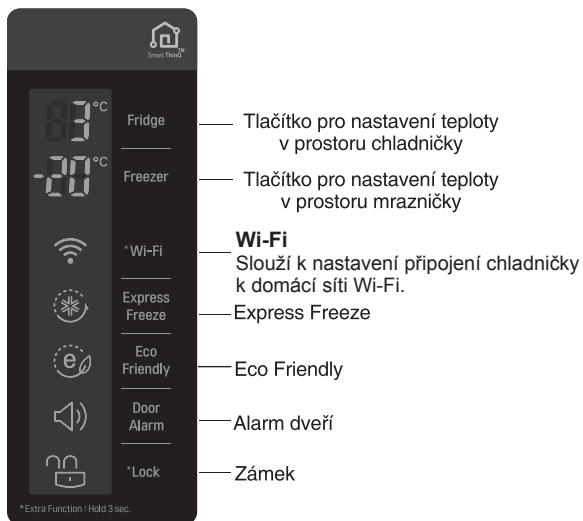 Smart ThinQ™
3 °C
Fridge
Tlačítko pro nastavení teploty
v prostoru chladničky
-20 °C
Freezer
Tlačítko pro nastavení teploty
v prostoru mrazničky
*Wi-Fi
Wi-Fi
Slouží k nastavení připojení chladničky
k domácí síti Wi-Fi.
Express
Freeze
Express Freeze
Eco
Friendly
Eco Friendly
Door
Alarm
Alarm dveří
*Lock
Zámek
*Extra Function : Hold 3 sec.